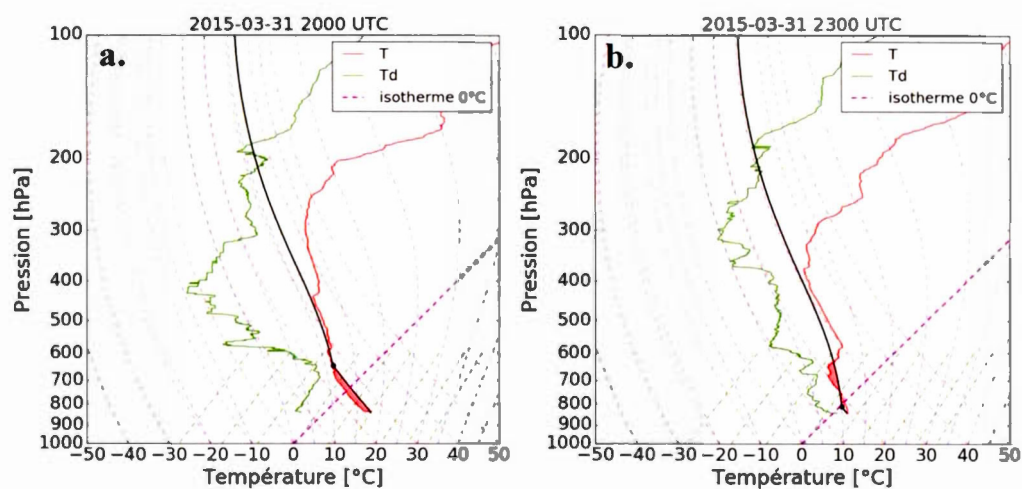 2015-03-31 2000 UTC
a.
T
Td
isotherme 0°C
100
200
300
400
500
600
700
800
900
1000
Pression [hPa]
−50 −40 −30 −20 −10 0 10 20 30 40 50
Température [°C]
2015-03-31 2300 UTC
b.
T
Td
isotherme 0°C
100
200
300
400
500
600
700
800
900
1000
Pression [hPa]
−50 −40 −30 −20 −10 0 10 20 30 40 50
Température [°C]